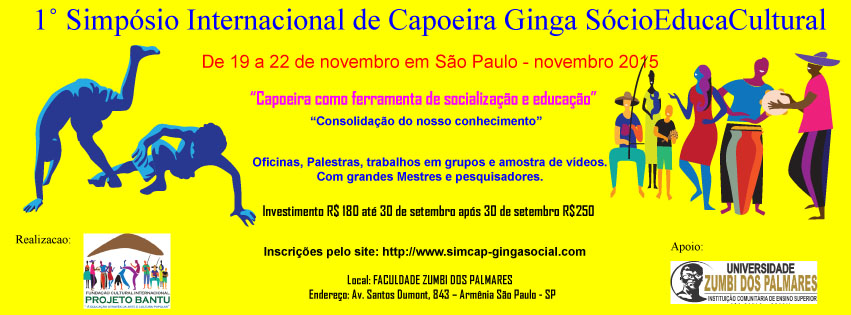 1° Simpósio Internacional de Capoeira Ginga SócioEducaCultural
De 19 a 22 de novembro em São Paulo - novembro 2015
“Capoeira como ferramenta de socialização e educação”
“Consolidação do nosso conhecimento”
Oficinas, Palestras, trabalhos em grupos e amostra de vídeos.
Com grandes Mestres e pesquisadores.
Investimento R$ 180 até 30 de setembro após 30 de setembro R$250
Realizacao:
FUNDAÇÃO CULTURAL INTERNACIONAL
PROJETO BANTU
Inscrições pelo site: http://www.simcap-gingasocial.com
Local: FACULDADE ZUMBI DOS PALMARES
Endereço: Av. Santos Dumont, 843 – Armênia São Paulo - SP
Apoio:
UNIVERSIDADE
ZUMBI DOS PALMARES
INSTITUIÇÃO COMUNITÁRIA DE ENSINO SUPERIOR